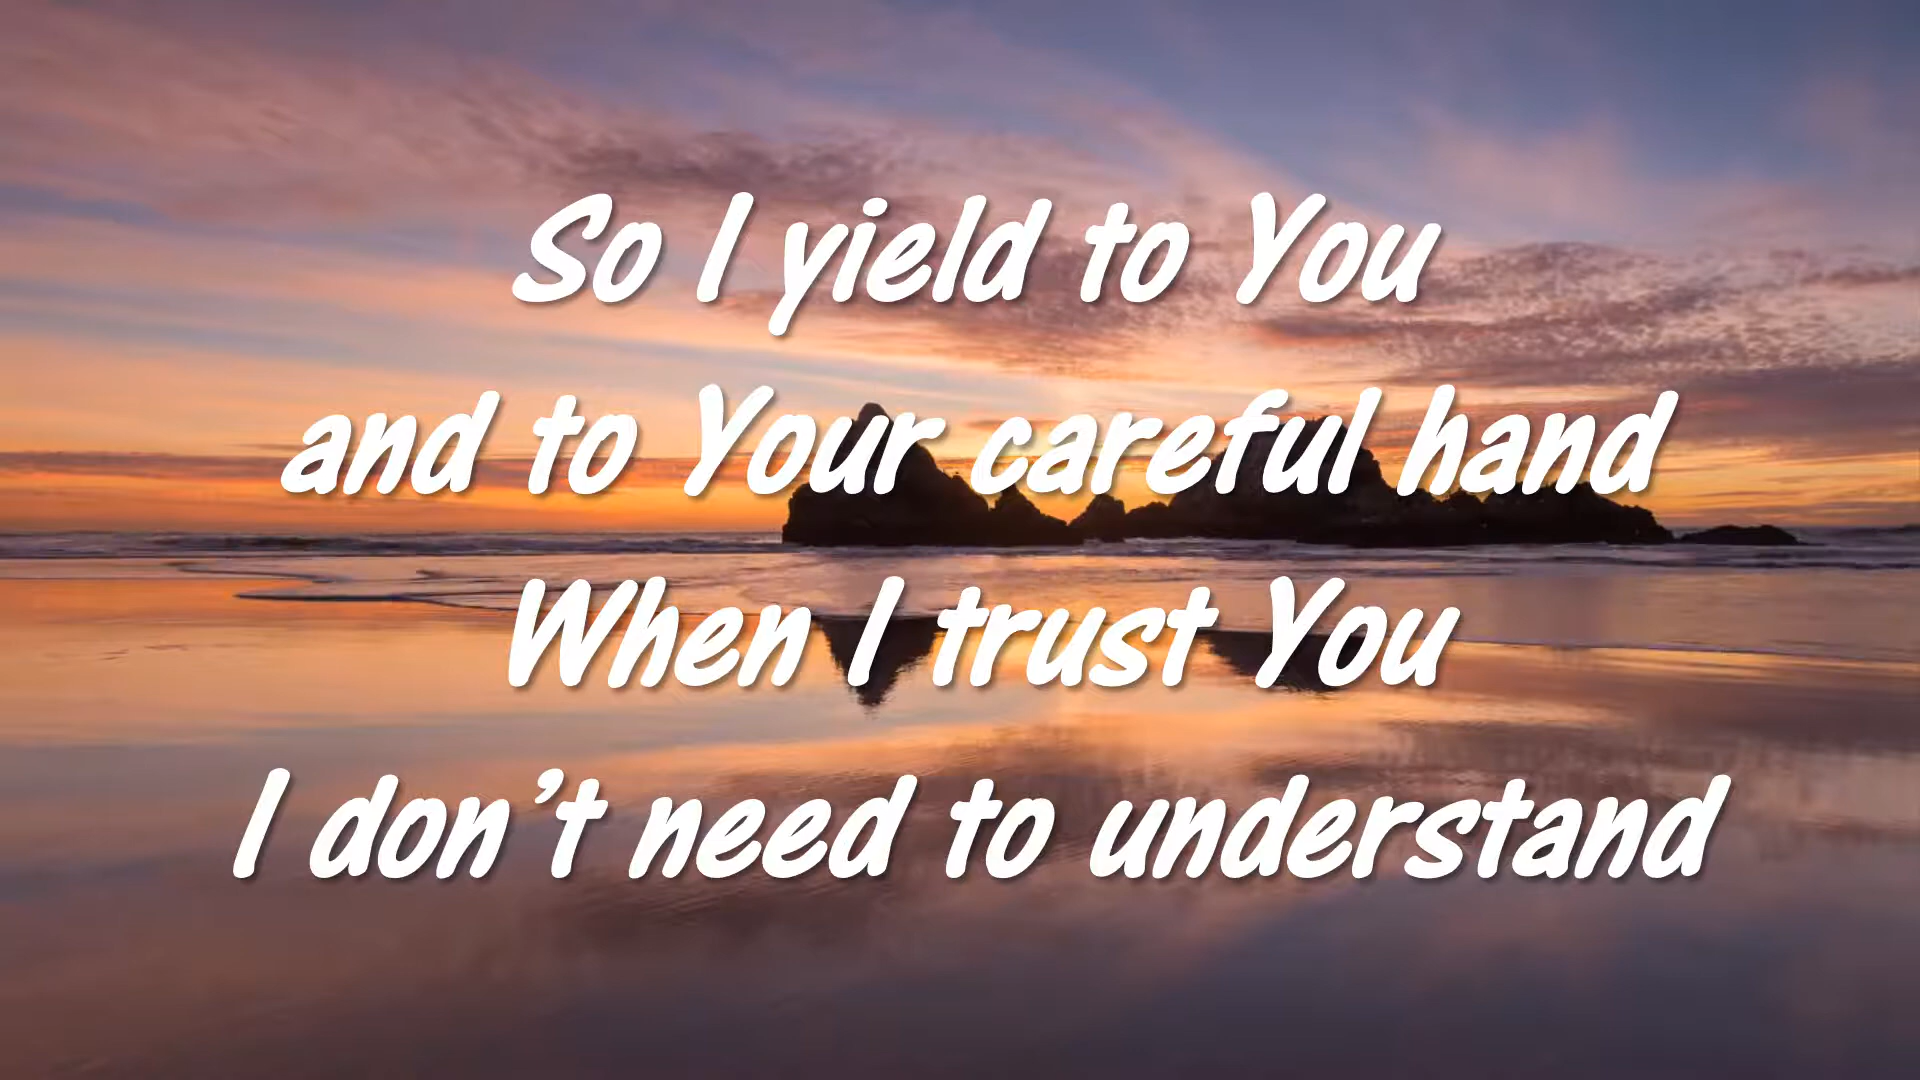 So I yield to You
and to Your careful hand
When I trust You
I don’t need to understand